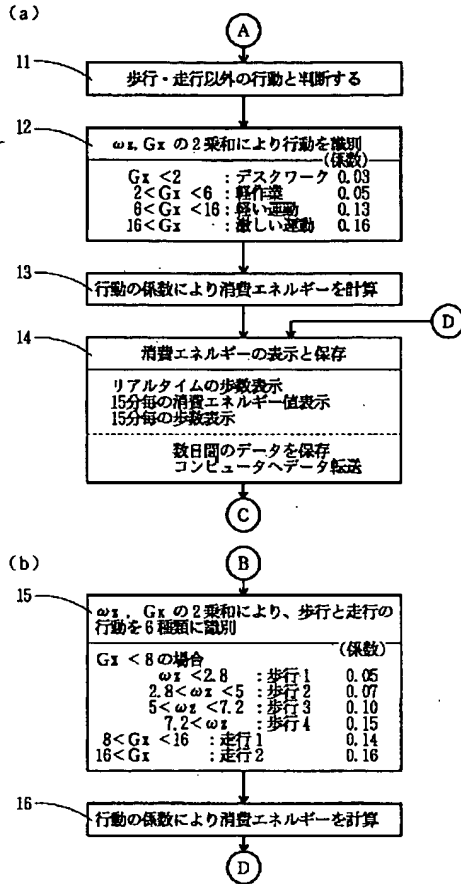 (a)
A
11
歩行・走行以外の行動と判断する
12
ωz, Gx の2乗和により行動を識別
(係数)
Gx <2 :デスクワーク 0.03
2<Gx <6 :軽作業 0.05
6<Gx <16 :軽い運動 0.13
16<Gx :激しい運動 0.16
13
行動の係数により消費エネルギーを計算
D
14
消費エネルギーの表示と保存
リアルタイムの歩数表示
15分毎の消費エネルギー値表示
15分毎の歩数表示
数日間のデータを保存
コンピュータへデータ転送
C
(b)
B
15
ωz , Gx の2乗和により、歩行と走行の
行動を6種類に識別
(係数)
Gx < 8 の場合
ωz <2.8 :歩行1 0.05
2.8<ωz <5 :歩行2 0.07
5<ωz <7.2 :歩行3 0.10
7.2<ωz :歩行4 0.15
8<Gx <16 :走行1 0.14
16<Gx :走行2 0.16
16
行動の係数により消費エネルギーを計算
D